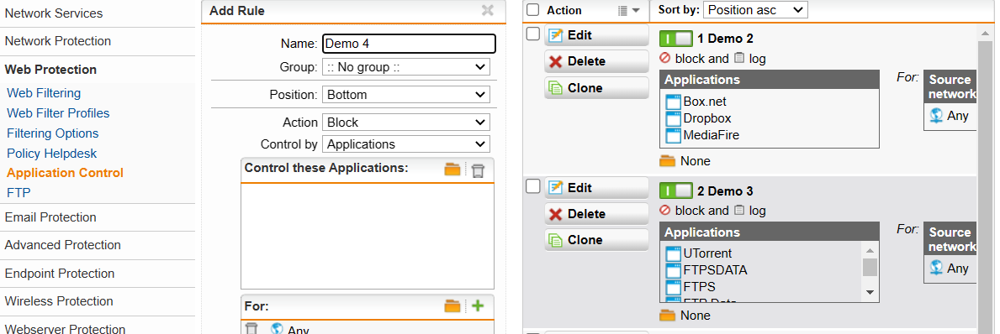 Network Services
Network Protection
Web Protection
Web Filtering
Web Filter Profiles
Filtering Options
Policy Helpdesk
Application Control
FTP
Email Protection
Advanced Protection
Endpoint Protection
Wireless Protection
Webserver Protection
Add Rule
Name: Demo 4
Group: :: No group ::
Position: Bottom
Action Block
Control by Applications
Control these Applications:
For:
Any
Action
Sort by: Position asc
Edit
Delete
Clone
1 Demo 2
block and log
Applications
Box.net
Dropbox
MediaFire
For:
Source
network
Any
None
Edit
Delete
Clone
2 Demo 3
block and log
Applications
UTorrent
FTPSDATA
FTPS
FTP Data
For:
Source
network
Any
None